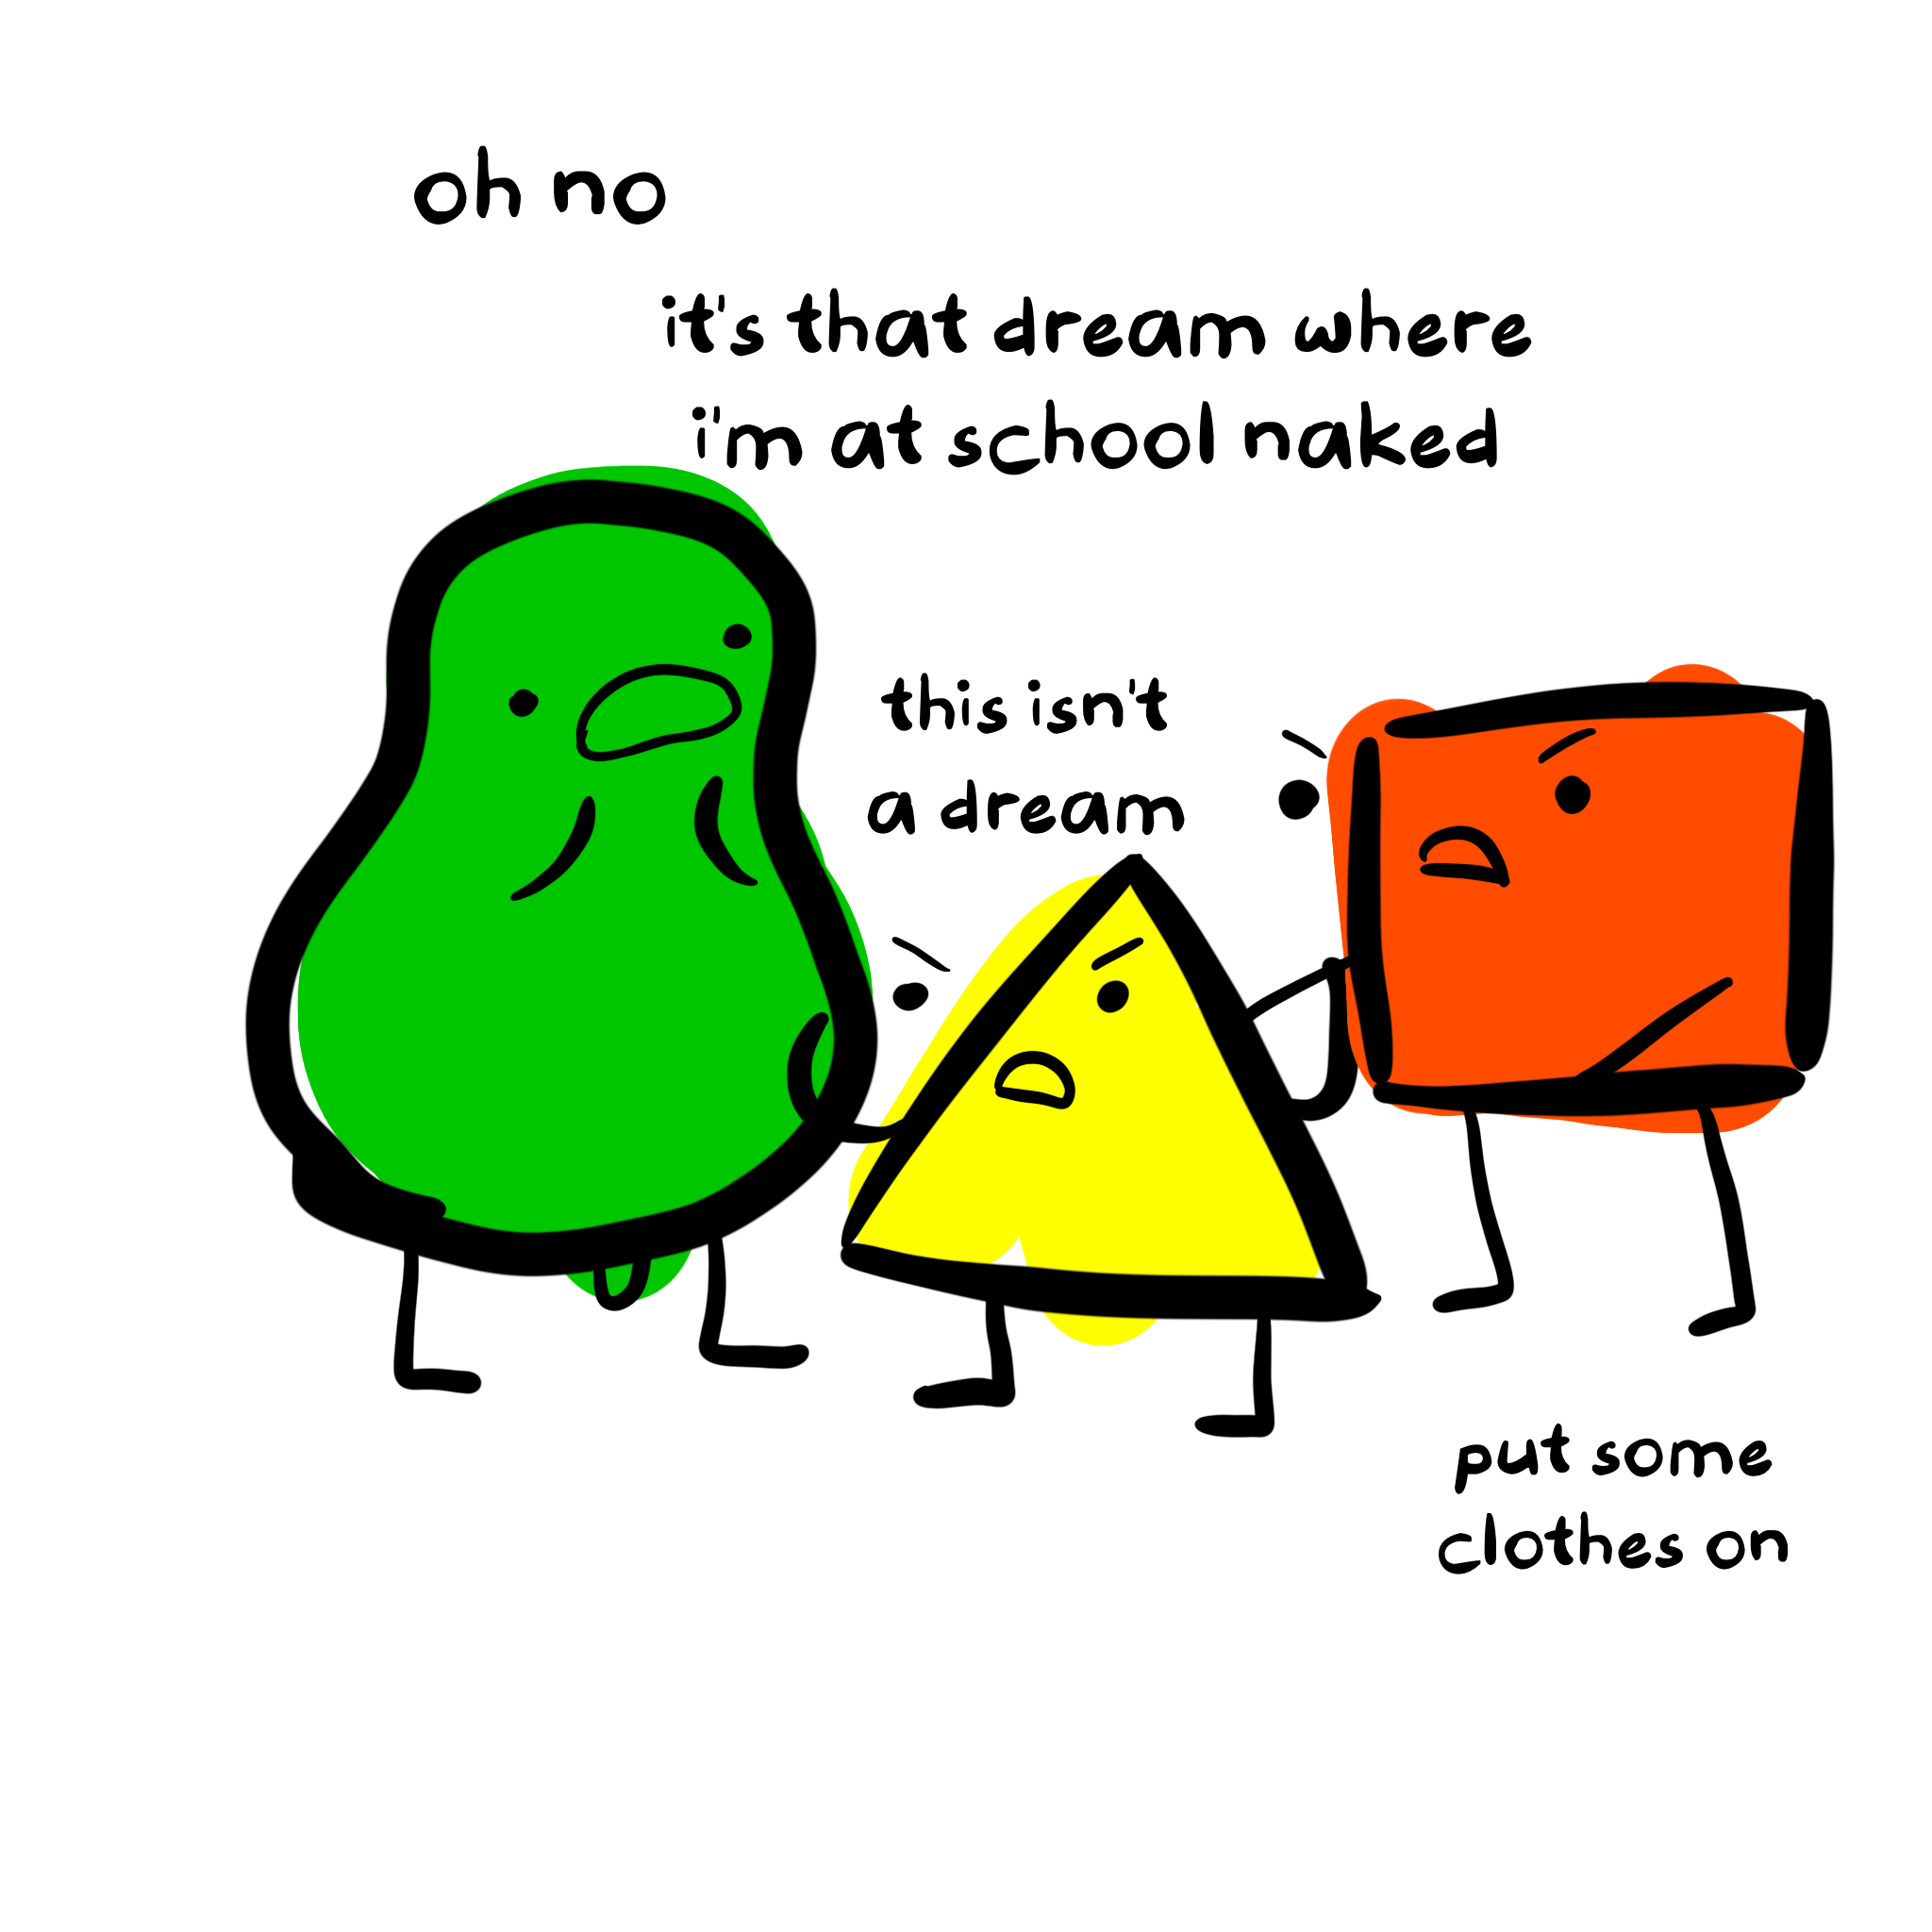 oh no
it's that dream where
i'm at school naked
this isn't
a dream
put some
clothes on